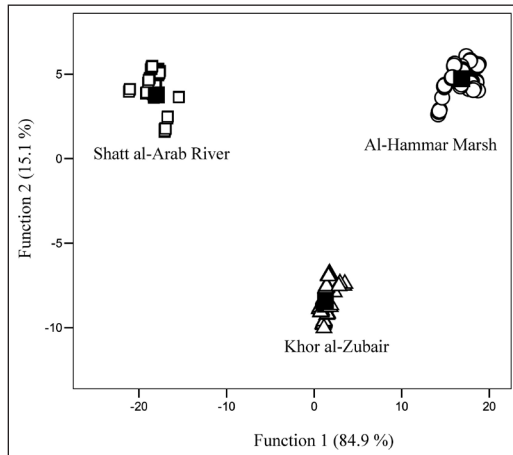 5
0
-5
-10
-20
-10
0
10
20
Function 2 (15.1 %)
Function 1 (84.9 %)
Shatt al-Arab River
Al-Hammar Marsh
Khor al-Zubair